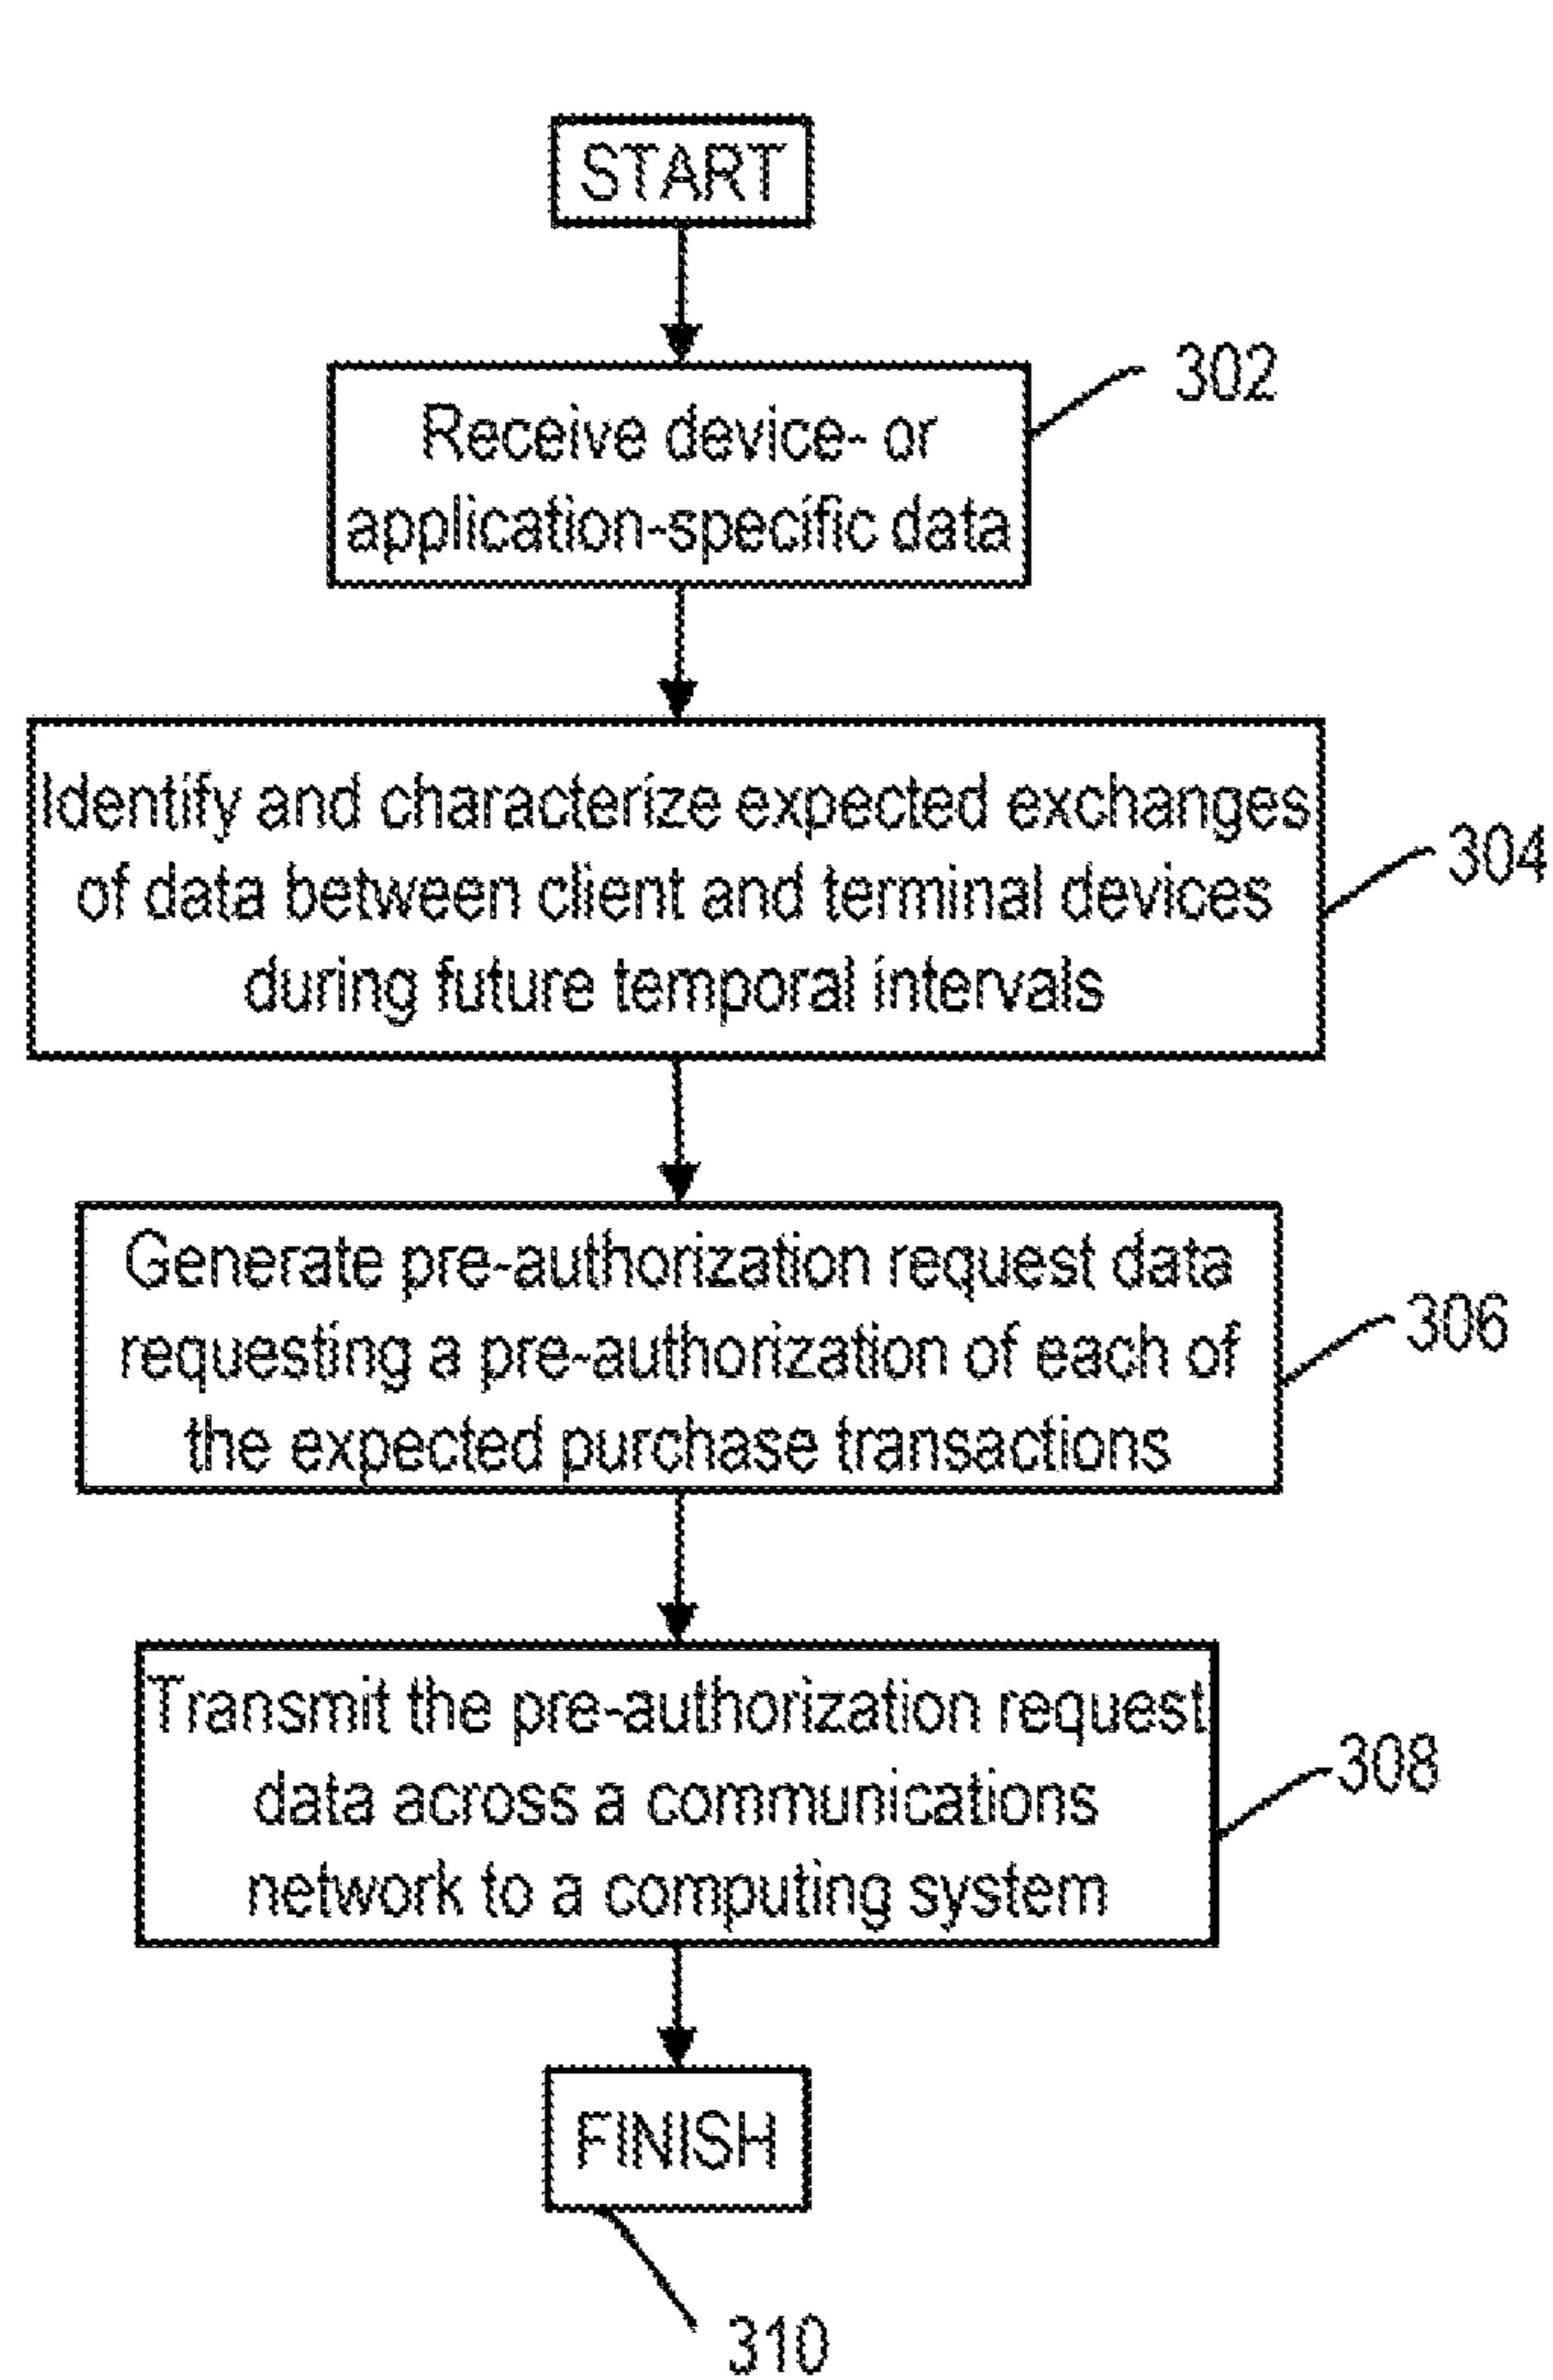 START
302
Receive device- or
application-specific data
Identify and characterize expected exchanges
of data between client and terminal devices
during future temporal intervals
304
Generate pre-authorization request data
requesting a pre-authorization of each of
the expected purchase transactions
306
Transmit the pre-authorization request
data across a communications
network to a computing system
308
FINISH
310